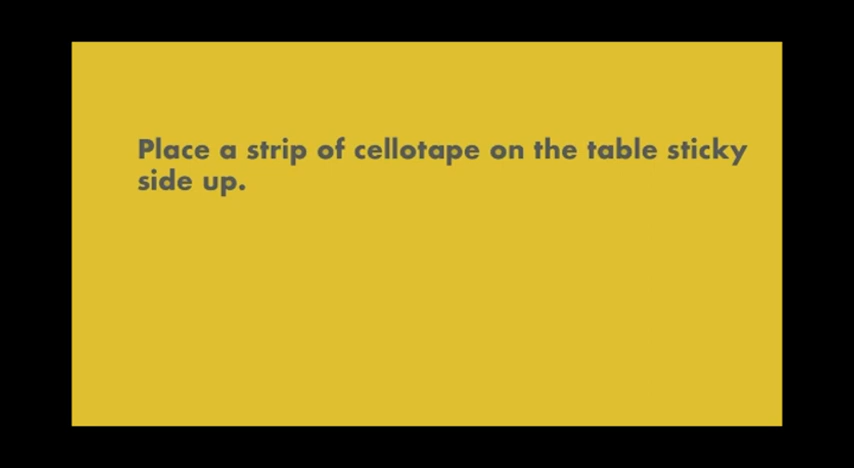 Place a strip of cellotape on the table sticky
side up.